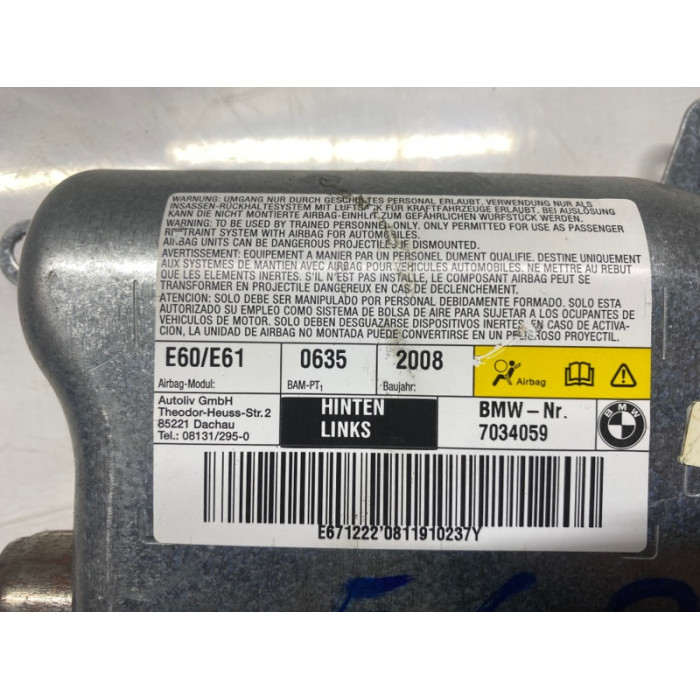 WARNUNG: UMGANG NUR DURCH GESCHULTES PERSONAL ERLAUBT, VERWENDUNG NUR ALS
INSASSEN-RÜCKHALTESYSTEM MIT LUFTSACK FÜR KRAFTFAHRZEUGE ERLAUBT. BEI AUSLÖSUNG
KANN DIE NICHT MONTIERTE AIRBAG-EINHEIT ZUM GEFÄHRLICHEN WURFSTÜCK WERDEN.
WARNING: TO BE USED BY TRAINED PERSONNEL ONLY. ONLY PERMITTED FOR USE AS PASSENGER
RESTRAINT SYSTEM WITH AIRBAG FOR AUTOMOBILES.
AIRBAG UNITS CAN BE DANGEROUS PROJECTILES IF DISMOUNTED.
AVERTISSEMENT: EQUIPEMENT A MANIER PAR UN PERSONEL DUMENT QUALIFIE, DESTINE UNIQUEMENT
AUX SYSTEMES DE MANTIEN AVEC AIRBAG POUR VEHICULES AUTOMOBILES. NE METTRE AU REBUT
QUE LES ELEMENTS INERTES. S'IL N'EST PAS INSTALLE, LE COMPOSANT AIRBAG PEUT SE
TRANSFORMER EN PROJECTILE DANGEREUX EN CAS DE DECLENCHEMENT.
ATENCION: SOLO DEBE SER MANIPULADO POR PERSONAL DEBIDAMENTE FORMADO. SOLO ESTA
AUTORIZADO SU EMPLEO COMO SISTEMA DE BOLSA DE AIRE PARA SUJETAR A LOS OCUPANTES DE
VEHICULOS DE MOTOR. SOLO DEBEN DESGUAZARSE DISPOSITIVOS INERTES. EN CASO DE ACTIVA-
CION, LA UNIDAD DE AIRBAG NO MONTADA PUEDE CONVERTIRSE EN UN PELIGROSO PROYECTIL.
E60/E61 0635 2008
Airbag-Modul: BAM-PT1 Baujahr: Airbag
Autoliv GmbH
Theodor-Heuss-Str.2
85221 Dachau
Tel.: 08131/295-0
HINTEN
LINKS
BMW-Nr.
7034059
BMW
E671222'0811910237Y